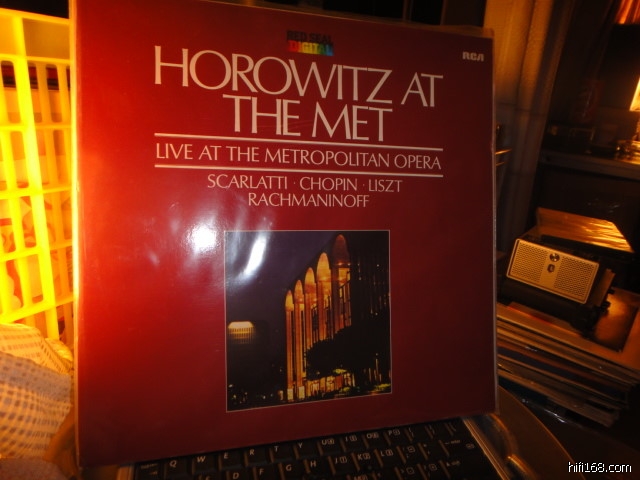 RED SEAL
DIGITAL
RCA
HOROWITZ AT
THE MET
LIVE AT THE METROPOLITAN OPERA
SCARLATTI · CHOPIN · LISZT
RACHMANINOFF
hifi168.com